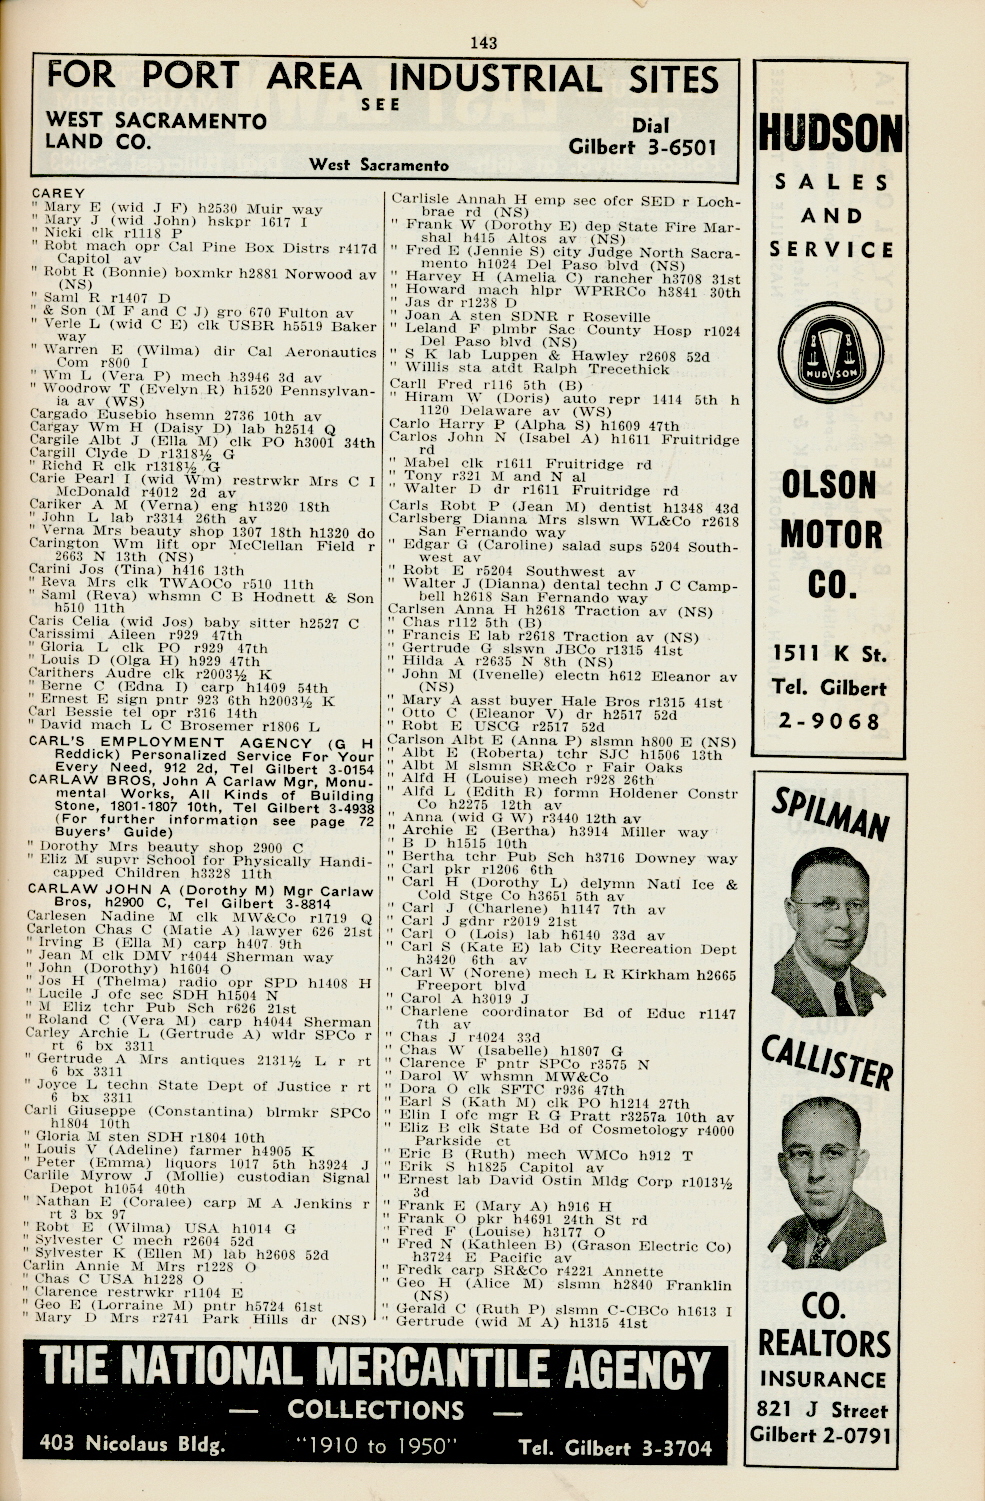 143
FOR PORT AREA INDUSTRIAL SITES
SEE
WEST SACRAMENTO
LAND CO.
Dial
Gilbert 3-6501
West Sacramento
CAREY
" Mary E (wid J F) h2530 Muir way
" Mary J (wid John) hskpr 1617 I
" Nicki clk r1118 P
" Robt mach opr Cal Pine Box Distrs r417d
Capitol av
" Robt R (Bonnie) boxmkr h2881 Norwood av
(NS)
" Saml R r1407 D
" & Son (M F and C J) gro 670 Fulton av
" Verle L (wid C E) clk USBR h5519 Baker
way
" Warren E (Wilma) dir Cal Aeronautics
Com r800 I
" Wm L (Vera P) mech h3946 3d av
" Woodrow T (Evelyn R) h1520 Pennsylvan-
ia av (WS)
Cargado Eusebio hsemn 2736 10th av
Cargay Wm H (Daisy D) lab h2514 Q
Cargile Albt J (Ella M) clk PO h3001 34th
Cargill Clyde D r1318½ G
" Richd R clk r1318½ G
Carie Pearl I (wid Wm) restrwkr Mrs C I
McDonald r4012 2d av
Cariker A M (Verna) eng h1320 18th
" John L lab r3314 26th av
" Verna Mrs beauty shop 1307 18th h1320 do
Carington Wm lift opr McClellan Field r
2663 N 13th (NS)
Carini Jos (Tina) h416 13th
" Reva Mrs clk TWAOCo r510 11th
" Saml (Reva) whsmn C B Hodnett & Son
h510 11th
Caris Celia (wid Jos) baby sitter h2527 C
Carissimi Aileen r929 47th
" Gloria L clk PO r929 47th
" Louis D (Olga H) h929 47th
Carithers Audre clk r2003½ K
" Berne C (Edna I) carp h1409 54th
" Ernest E sign pntr 923 6th h2003½ K
Carl Bessie tel opr r316 14th
" David mach L C Brosemer r1806 L
CARL'S EMPLOYMENT AGENCY (G H
Reddick) Personalized Service For Your
Every Need, 912 2d, Tel Gilbert 3-0154
CARLAW BROS, John A Carlaw Mgr, Monu-
mental Works, All Kinds of Building
Stone, 1801-1807 10th, Tel Gilbert 3-4938
(For further information see page 72
Buyers' Guide)
" Dorothy Mrs beauty shop 2900 C
" Eliz M supvr School for Physically Handi-
capped Children h3328 11th
CARLAW JOHN A (Dorothy M) Mgr Carlaw
Bros, h2900 C, Tel Gilbert 3-8814
Carlesen Nadine M clk MW&Co r1719 Q
Carleton Chas C (Matie A) lawyer 626 21st
" Irving B (Ella M) carp h407 9th
" Jean M clk DMV r4044 Sherman way
" John (Dorothy) h1604 O
" Jos H (Thelma) radio opr SPD h1408 H
" Lucile J ofc sec SDH h1504 N
" M Eliz tchr Pub Sch r626 21st
" Roland C (Vera M) carp h4044 Sherman
Carley Archie L (Gertrude A) wldr SPCo r
rt 6 bx 3311
" Gertrude A Mrs antiques 2131½ L r rt
6 bx 3311
" Joyce L techn State Dept of Justice r rt
6 bx 3311
Carli Giuseppe (Constantina) blrmkr SPCo
h1804 10th
" Gloria M sten SDH r1804 10th
" Louis V (Adeline) farmer h4905 K
" Peter (Emma) liquors 1017 5th h3924 J
Carlile Myrow J (Mollie) custodian Signal
Depot h1054 40th
" Nathan E (Coralee) carp M A Jenkins r
rt 3 bx 97
" Robt E (Wilma) USA h1014 G
" Sylvester C mech r2604 52d
" Sylvester K (Ellen M) lab h2608 52d
Carlin Annie M Mrs r1228 O
" Chas C USA h1228 O
" Clarence restrwkr r1104 E
" Geo E (Lorraine M) pntr h5724 61st
" Mary D Mrs r2741 Park Hills dr (NS)
Carlisle Annah H emp sec ofcr SED r Loch-
brae rd (NS)
" Frank W (Dorothy E) dep State Fire Mar-
shal h415 Altos av (NS)
" Fred E (Jennie S) city Judge North Sacra-
mento h1024 Del Paso blvd (NS)
" Harvey H (Amelia C) rancher h3708 31st
" Howard mach hlpr WPRRCo h3841 30th
" Jas dr r1238 D
" Joan A sten SDNR r Roseville
" Leland F plmbr Sac County Hosp r1024
Del Paso blvd (NS)
" S K lab Luppen & Hawley r2608 52d
" Willis sta atdt Ralph Trecethick
Carll Fred r116 5th (B)
" Hiram W (Doris) auto repr 1414 5th h
1120 Delaware av (WS)
Carlo Harry P (Alpha S) h1609 47th
Carlos John N (Isabel A) h1611 Fruitridge
rd
" Mabel clk r1611 Fruitridge rd
" Tony r321 M and N al
" Walter D dr r1611 Fruitridge rd
Carls Robt P (Jean M) dentist h1348 43d
Carlsberg Dianna Mrs slswn WL&Co r2618
San Fernando way
" Edgar G (Caroline) salad sups 5204 South-
west av
" Robt E r5204 Southwest av
" Walter J (Dianna) dental techn J C Camp-
bell h2618 San Fernando way
Carlsen Anna H h2618 Traction av (NS)
" Chas r112 5th (B)
" Francis E lab r2618 Traction av (NS)
" Gertrude G slswn JBCo r1315 41st
" Hilda A r2635 N 8th (NS)
" John M (Ivenelle) electn h612 Eleanor av
(NS)
" Mary A asst buyer Hale Bros r1315 41st
" Otto C (Eleanor V) dr h2517 52d
" Robt E USCG r2517 52d
Carlson Albt E (Anna P) slsmn h800 E (NS)
" Albt E (Roberta) tchr SJC h1506 13th
" Albt M slsmn SR&Co r Fair Oaks
" Alfd H (Louise) mech r928 26th
" Alfd L (Edith R) formn Holdener Constr
Co h2275 12th av
" Anna (wid G W) r3440 12th av
" Archie E (Bertha) h3914 Miller way
" B D h1515 10th
" Bertha tchr Pub Sch h3716 Downey way
" Carl pkr r1206 6th
" Carl H (Dorothy L) delymn Natl Ice &
Cold Stge Co h3651 5th av
" Carl J (Charlene) h1147 7th av
" Carl J gdnr r2019 21st
" Carl O (Lois) lab h6140 33d av
" Carl S (Kate E) lab City Recreation Dept
h3420 6th av
" Carl W (Norene) mech L R Kirkham h2665
Freeport blvd
" Carol A h3019 J
" Charlene coordinator Bd of Educ r1147
7th av
" Chas J r4024 33d
" Chas W (Isabelle) h1807 G
" Clarence F pntr SPCo r3575 N
" Darol W whsmn MW&Co
" Dora O clk SFTC r936 47th
" Earl S (Kath M) clk PO h1214 27th
" Elin I ofc mgr R G Pratt r3257a 10th av
" Eliz B clk State Bd of Cosmetology r4000
Parkside ct
" Eric B (Ruth) mech WMCo h912 T
" Erik S h1825 Capitol av
" Ernest lab David Ostin Mldg Corp r1013½
3d
" Frank E (Mary A) h916 H
" Frank O pkr h4691 24th St rd
" Fred F (Louise) h3177 O
" Fred N (Kathleen B) (Grason Electric Co)
h3724 E Pacific av
" Fredk carp SR&Co r4221 Annette
" Geo H (Alice M) slsmn h2840 Franklin
(NS)
" Gerald C (Ruth P) slsmn C-CBCo h1613 I
" Gertrude (wid M A) h1315 41st
HUDSON
SALES
AND
SERVICE
HUDSON
OLSON
MOTOR
CO.
1511 K St.
Tel. Gilbert
2-9068
SPILMAN
CALLISTER
CO.
REALTORS
INSURANCE
821 J Street
Gilbert 2-0791
THE NATIONAL MERCANTILE AGENCY
— COLLECTIONS —
403 Nicolaus Bldg. "1910 to 1950" Tel. Gilbert 3-3704